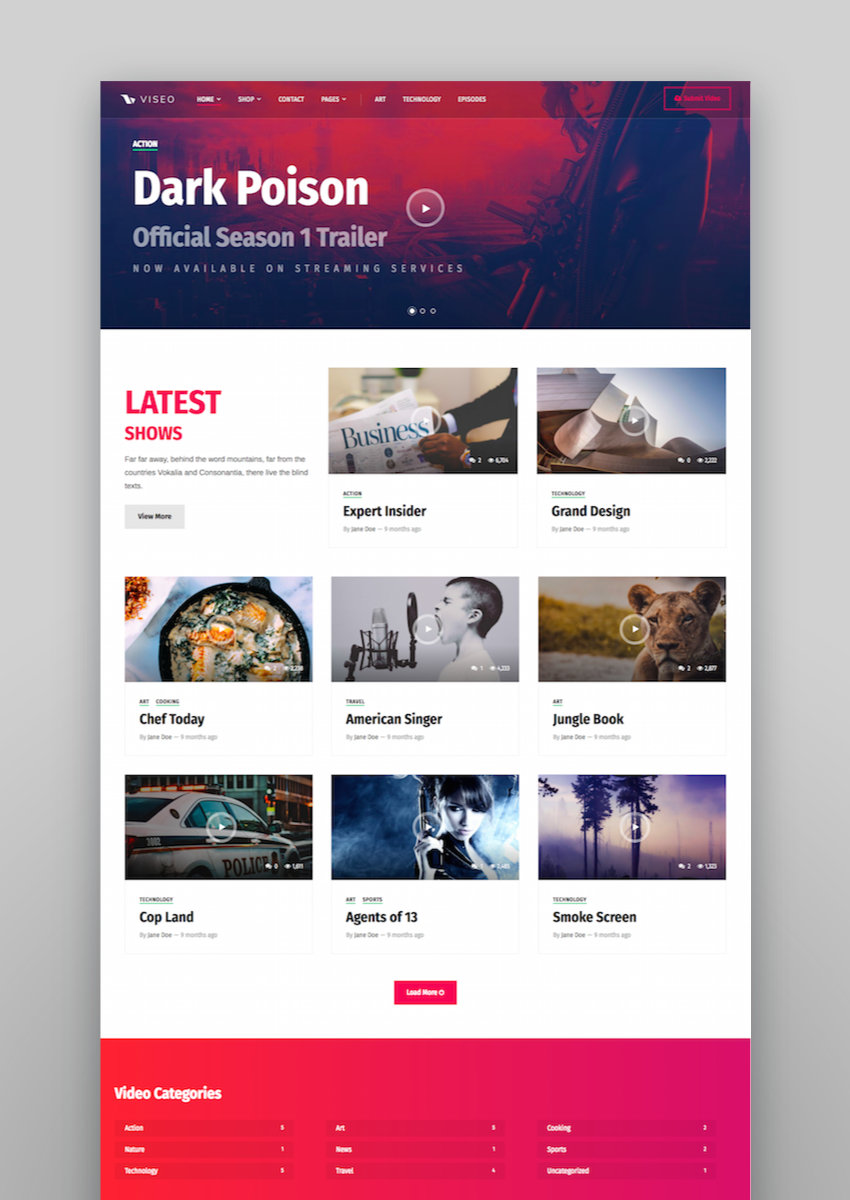 VISEO
HOME SHOP CONTACT PAGES ART TECHNOLOGY EPISODES
Submit Video
ACTION
Dark Poison
Official Season 1 Trailer
NOW AVAILABLE ON STREAMING SERVICES
LATEST
SHOWS
Far far away, behind the word mountains, far from the
countries Vokalia and Consonantia, there live the blind
texts.
View More
Business
2 6,704
ACTION
Expert Insider
By Jane Doe — 9 months ago
0 2,222
TECHNOLOGY
Grand Design
By Jane Doe — 9 months ago
2
ART COOKING
Chef Today
By Jane Doe — 9 months ago
1 4,233
TRAVEL
American Singer
By Jane Doe — 9 months ago
2 2,877
ART
Jungle Book
By Jane Doe — 9 months ago
3002
POLICE
0
TECHNOLOGY
Cop Land
By Jane Doe — 9 months ago
2,485
ART SPORTS
Agents of 13
By Jane Doe — 9 months ago
2 1,323
TECHNOLOGY
Smoke Screen
By Jane Doe — 9 months ago
Load More
Video Categories
Action 5
Art 5
Cooking 2
Nature 1
News 1
Sports 2
Technology 5
Travel 4
Uncategorized 1